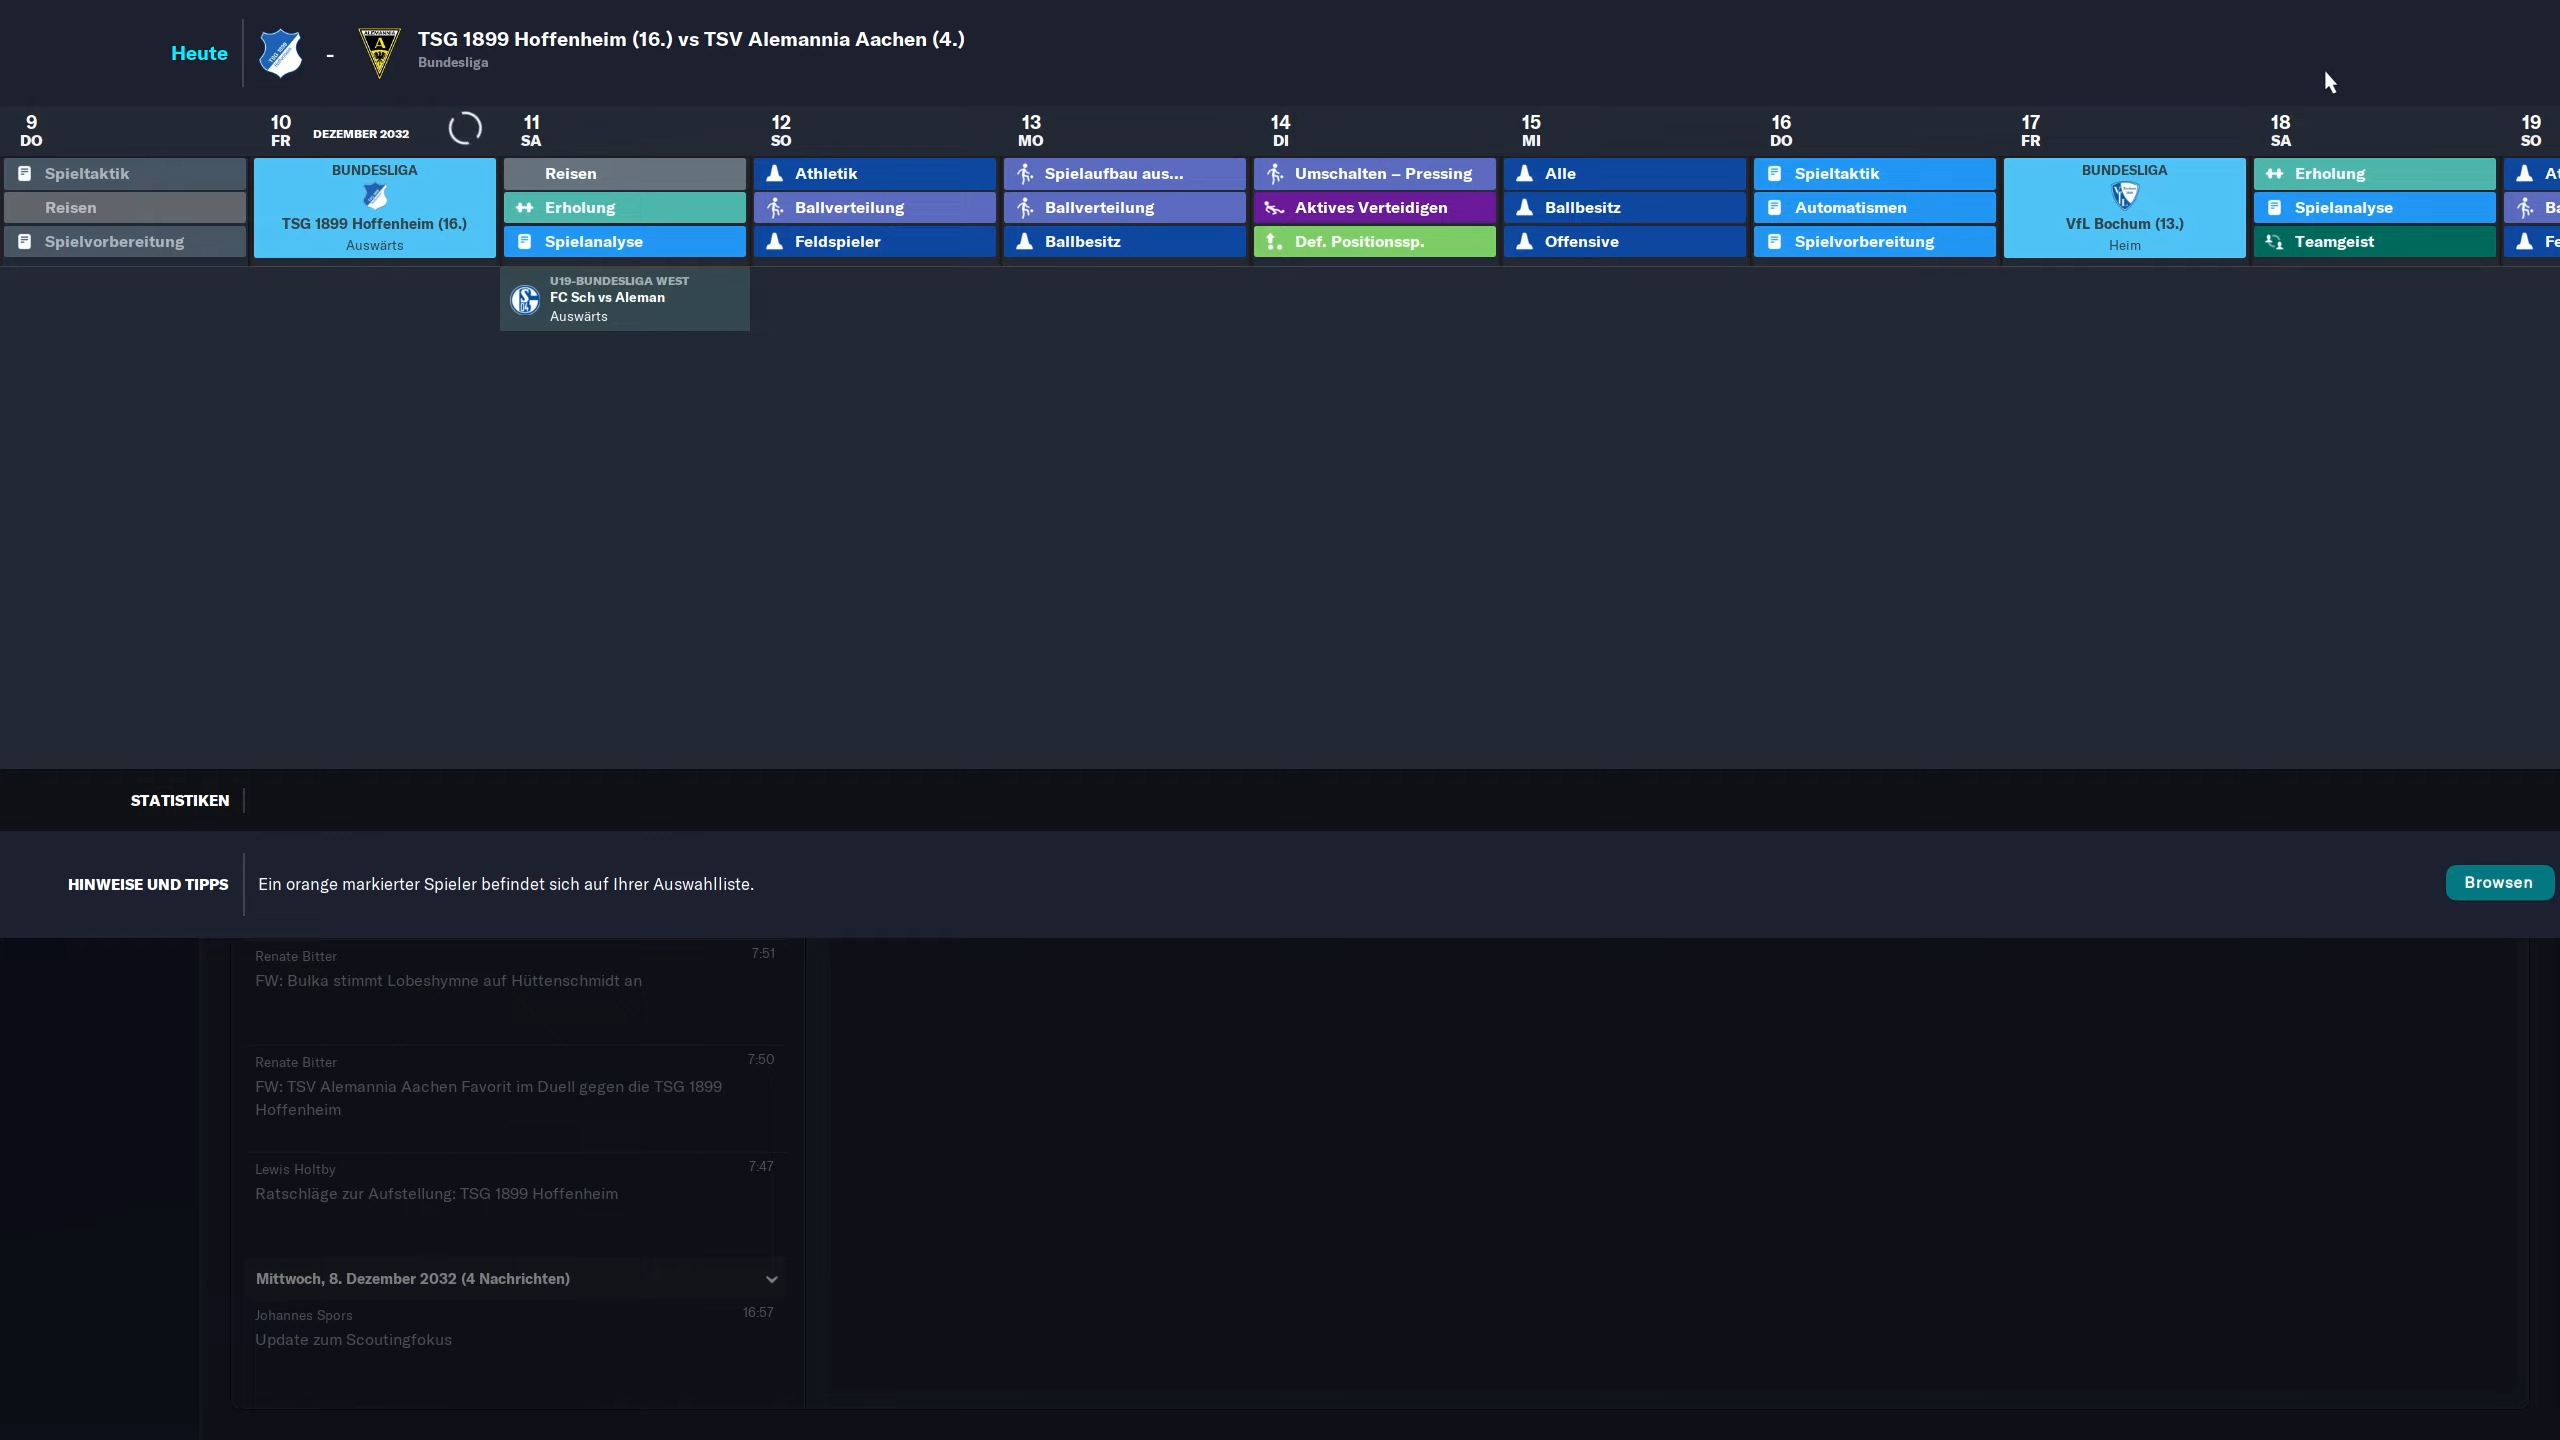 Heute
-
TSG 1899 Hoffenheim (16.) vs TSV Alemannia Aachen (4.)
Bundesliga
9
DO
10
FR
DEZEMBER 2032
11
SA
12
SO
13
MO
14
DI
15
MI
16
DO
17
FR
18
SA
19
SO
Spieltaktik
Reisen
Spielvorbereitung
BUNDESLIGA
TSG 1899 Hoffenheim (16.)
Auswärts
Reisen
Erholung
Spielanalyse
Athletik
Ballverteilung
Feldspieler
Spielaufbau aus...
Ballverteilung
Ballbesitz
Umschalten – Pressing
Aktives Verteidigen
Def. Positionssp.
Alle
Ballbesitz
Offensive
Spieltaktik
Automatismen
Spielvorbereitung
BUNDESLIGA
VfL Bochum (13.)
Heim
Erholung
Spielanalyse
Teamgeist
U19-BUNDESLIGA WEST
FC Sch vs Aleman
Auswärts
STATISTIKEN
HINWEISE UND TIPPS
Ein orange markierter Spieler befindet sich auf Ihrer Auswahlliste.
Browsen
Renate Bitter
7:51
FW: Bulka stimmt Lobeshymne auf Hüttenschmidt an
Renate Bitter
7:50
FW: TSV Alemannia Aachen Favorit im Duell gegen die TSG 1899
Hoffenheim
Lewis Holtby
7:47
Ratschläge zur Aufstellung: TSG 1899 Hoffenheim
Mittwoch, 8. Dezember 2032 (4 Nachrichten)
Johannes Spors
16:57
Update zum Scoutingfokus